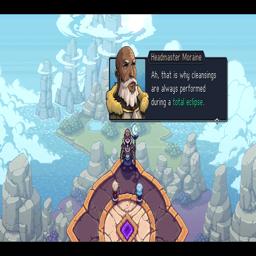 Headmaster Moraine
Ah, that is why cleansings
are always performed
during a total eclipse.